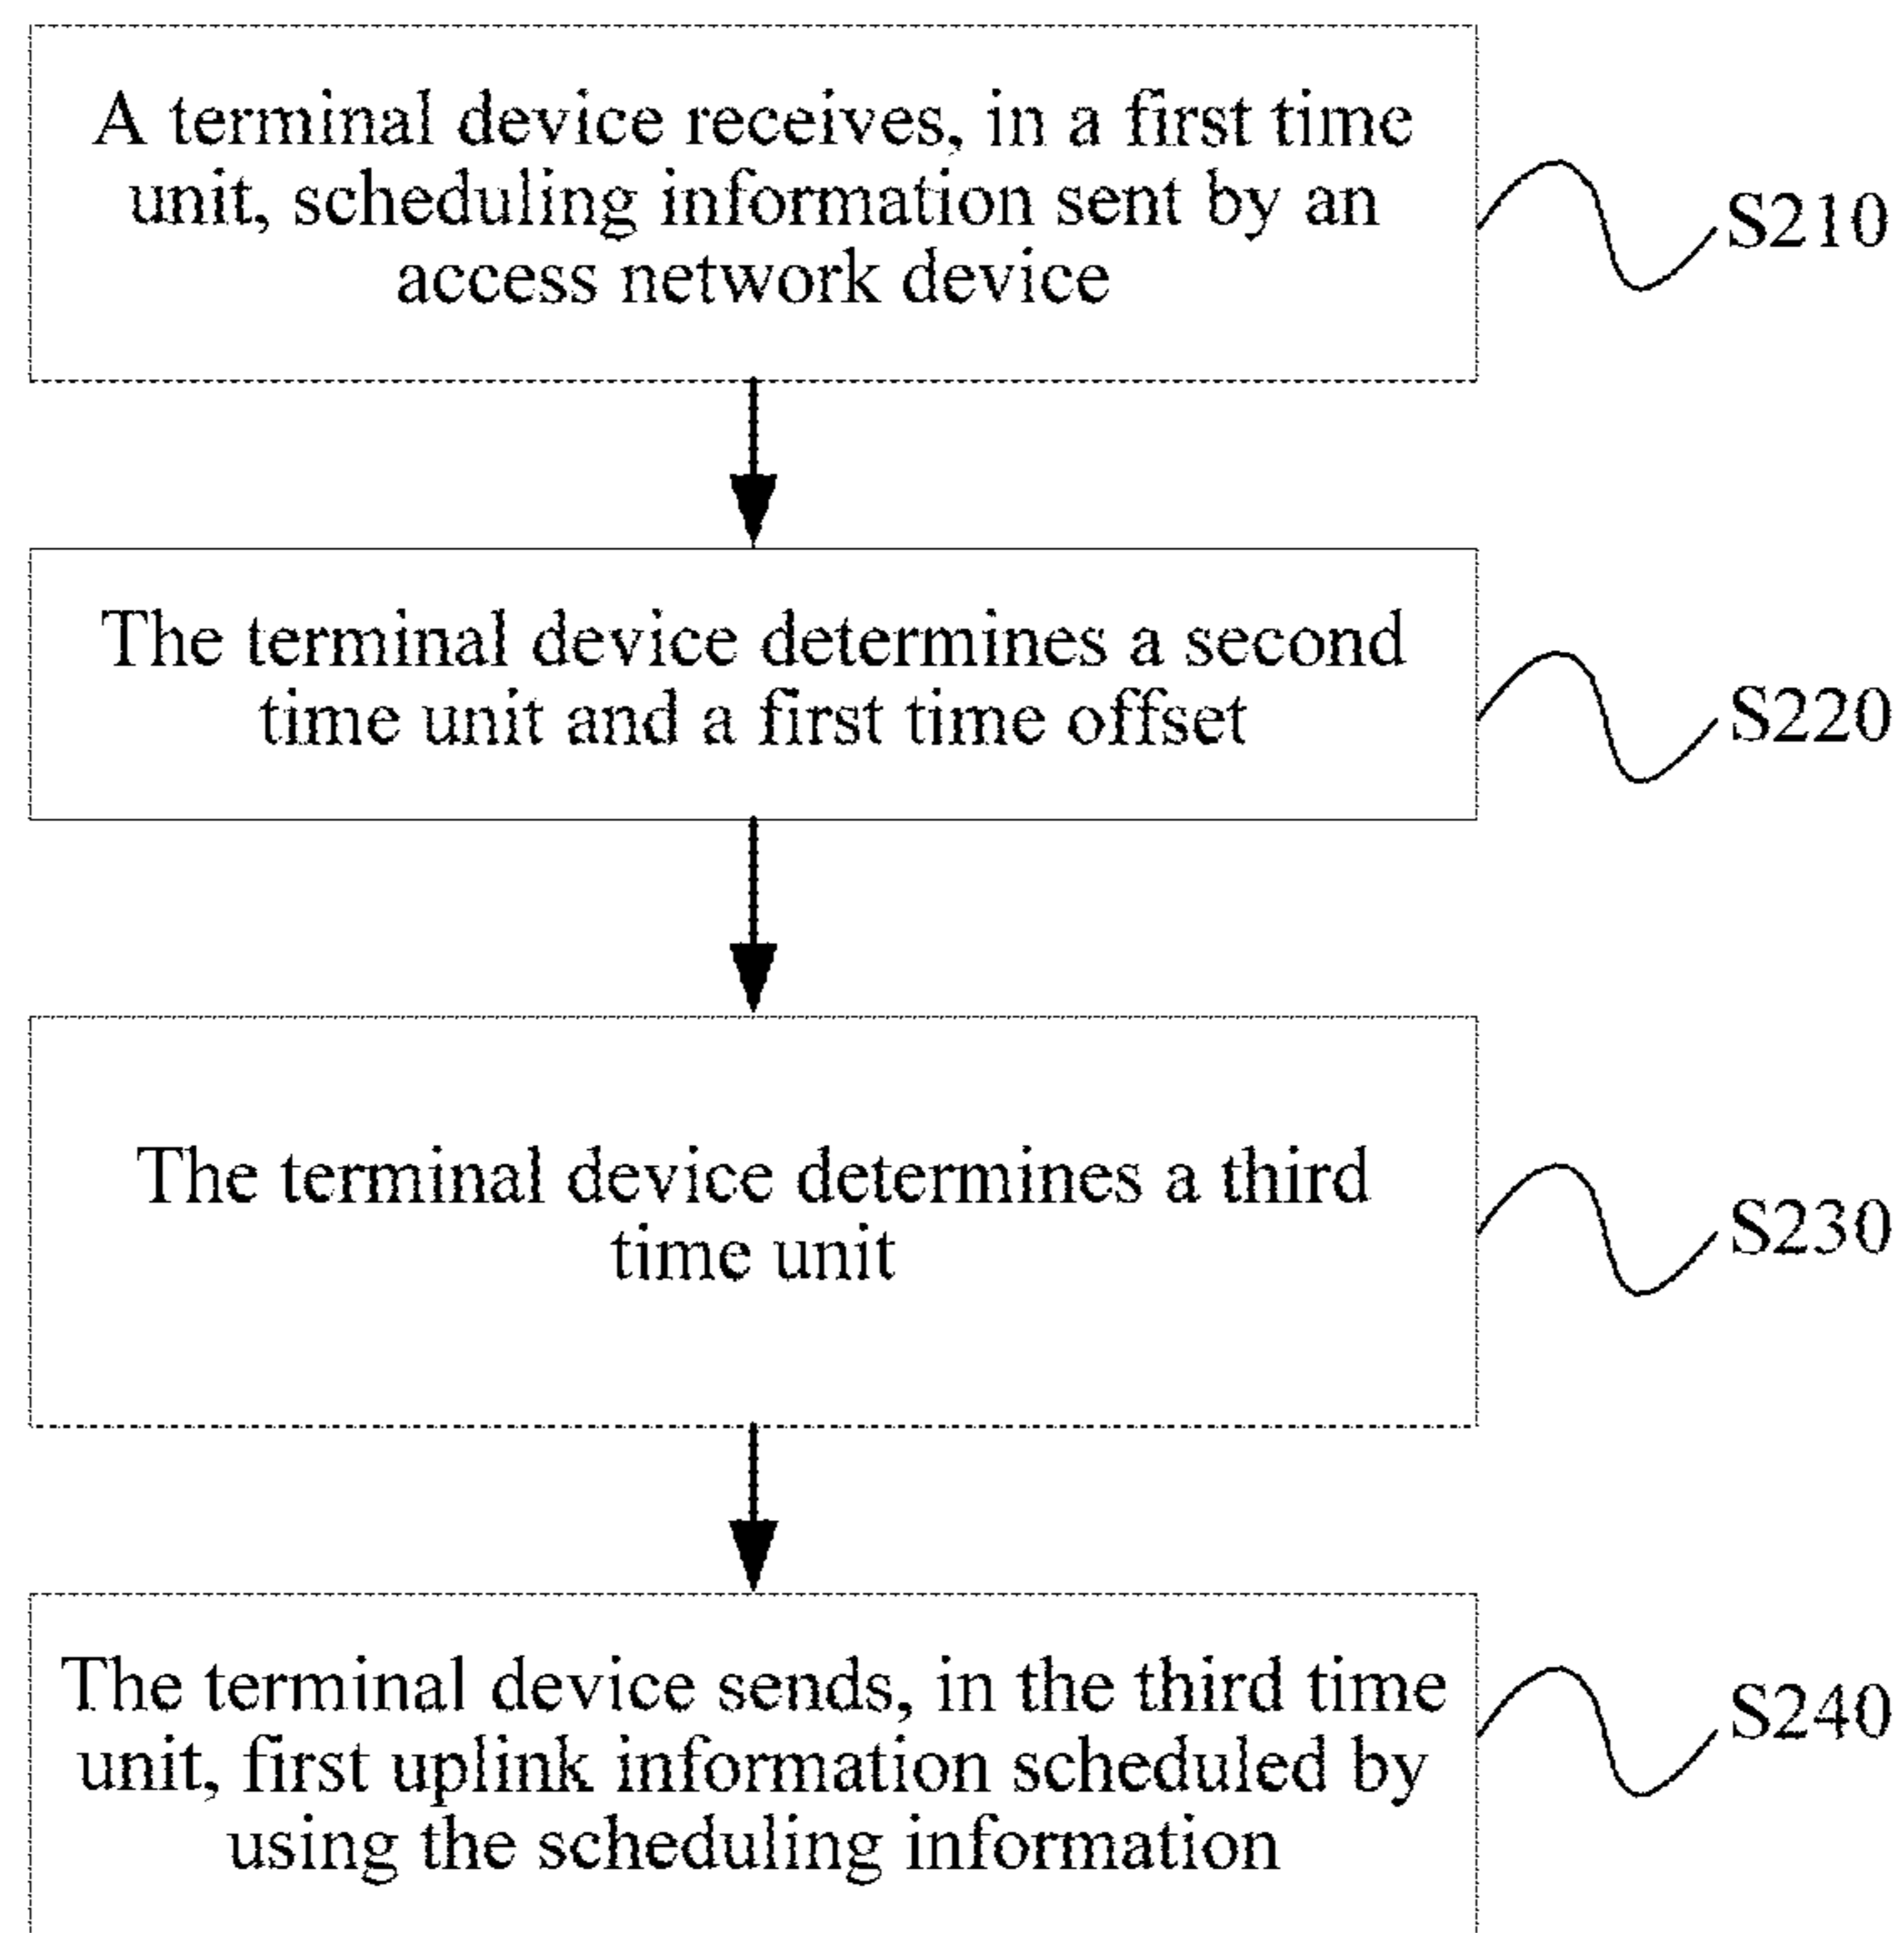 A terminal device receives, in a first time
unit, scheduling information sent by an
access network device
S210
The terminal device determines a second
time unit and a first time offset
S220
The terminal device determines a third
time unit
S230
The terminal device sends, in the third time
unit, first uplink information scheduled by
using the scheduling information
S240